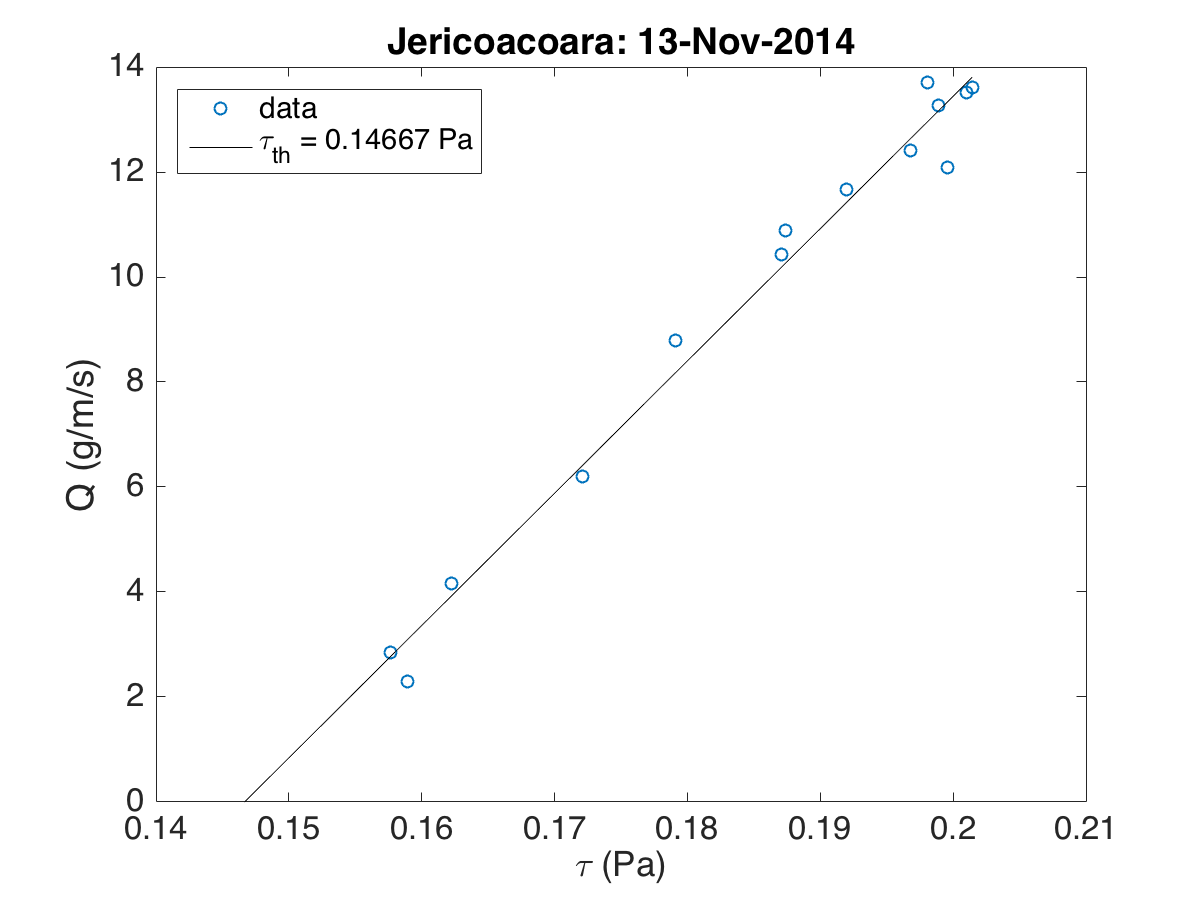 Jericoacoara: 13-Nov-2014
data
τth = 0.14667 Pa
14
12
10
8
6
4
2
0
Q (g/m/s)
0.14 0.15 0.16 0.17 0.18 0.19 0.2 0.21
τ (Pa)